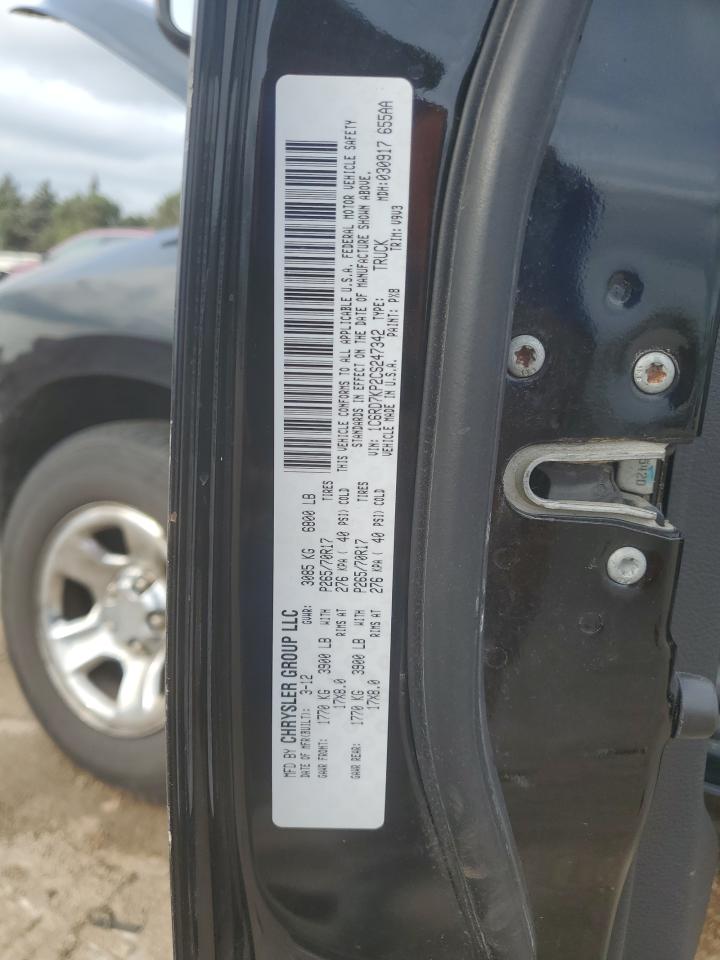 MFD BY CHRYSLER GROUP LLC
DATE OF MFR(BUILT): 3-12 GVWR: 3085 KG 6800 LB
GAWR FRONT: 1770 KG 3900 LB WITH P265/70R17 TIRES
17X8.0 RIMS AT 276 KPA ( 40 PSI) COLD
GAWR REAR: 1770 KG 3900 LB WITH P265/70R17 TIRES
17X8.0 RIMS AT 276 KPA ( 40 PSI) COLD
THIS VEHICLE CONFORMS TO ALL APPLICABLE U.S.A. FEDERAL MOTOR VEHICLE SAFETY
STANDARDS IN EFFECT ON THE DATE OF MANUFACTURE SHOWN ABOVE.
VIN: 1C6RD7KP2CS247342 TYPE: TRUCK MDH:030917 655AA
VEHICLE MADE IN U.S.A. PAINT: PXB TRIM: V9V3